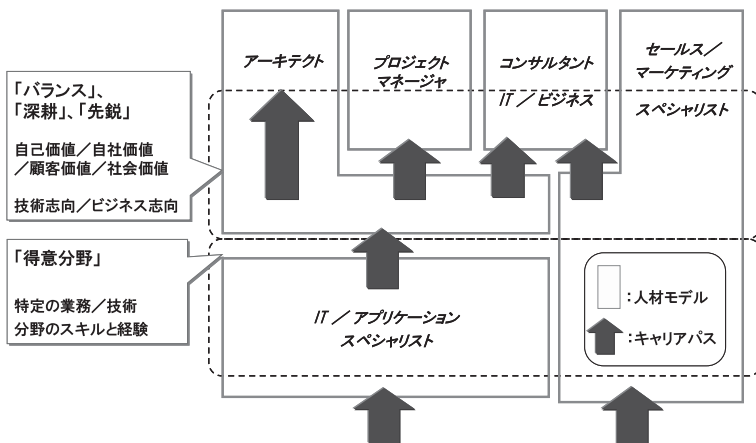 アーキテクト
プロジェクト
マネージャ
コンサルタント
IT／ビジネス
セールス／
マーケティング
スペシャリスト
「バランス」、
「深耕」、「先鋭」
自己価値／自社価値
／顧客価値／社会価値
技術志向／ビジネス志向
「得意分野」
特定の業務／技術
分野のスキルと経験
IT ／アプリケーション
スペシャリスト
：人材モデル
：キャリアパス